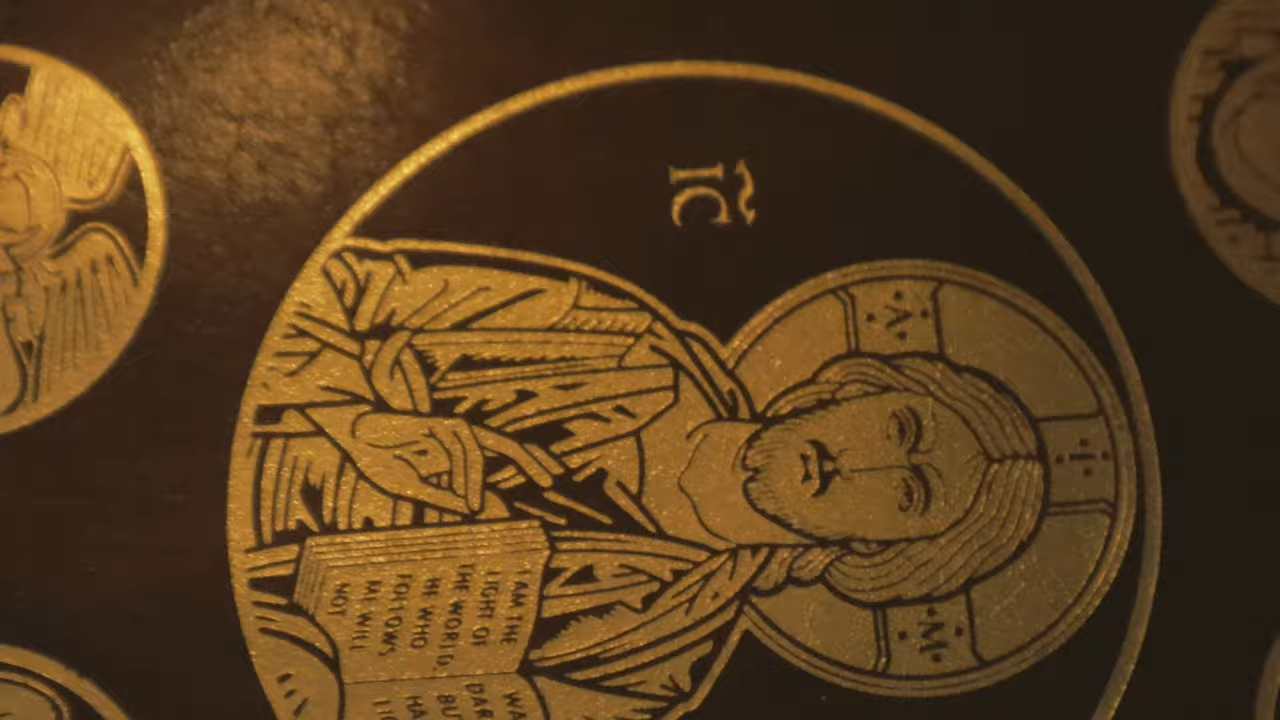 ·I·
·A· ·M·
IC̃
I AM THE
LIGHT OF
THE WORLD,
HE WHO
FOLLOWS
ME WILL
NOT